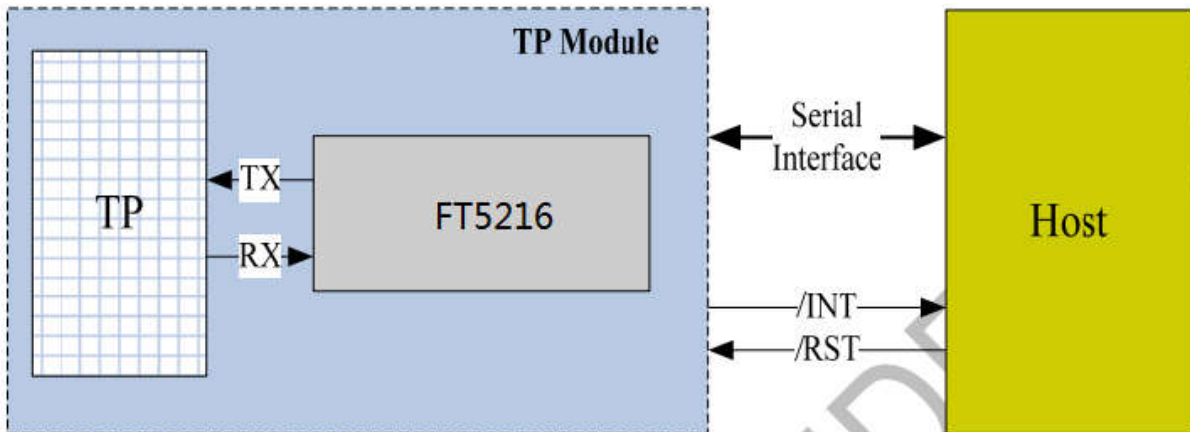 TP Module
TP
TX
RX
FT5216
Serial
Interface
/INT
/RST
Host